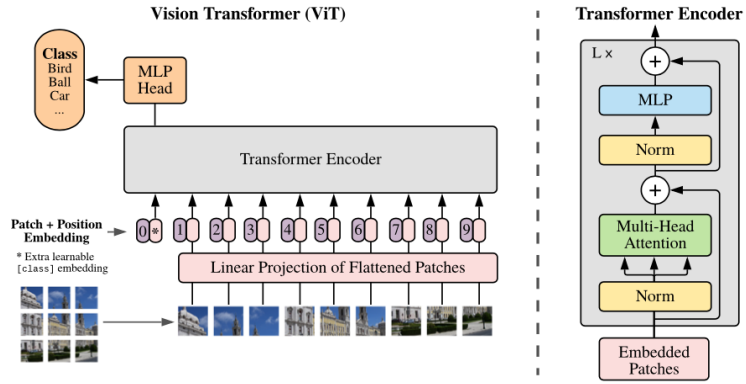 Vision Transformer (ViT)
Class
Bird
Ball
Car
...
MLP
Head
Transformer Encoder
Patch + Position
Embedding
* Extra learnable
[class] embedding
0 * 1 2 3 4 5 6 7 8 9
Linear Projection of Flattened Patches
Transformer Encoder
L ×
+
MLP
Norm
+
Multi-Head
Attention
Norm
Embedded
Patches